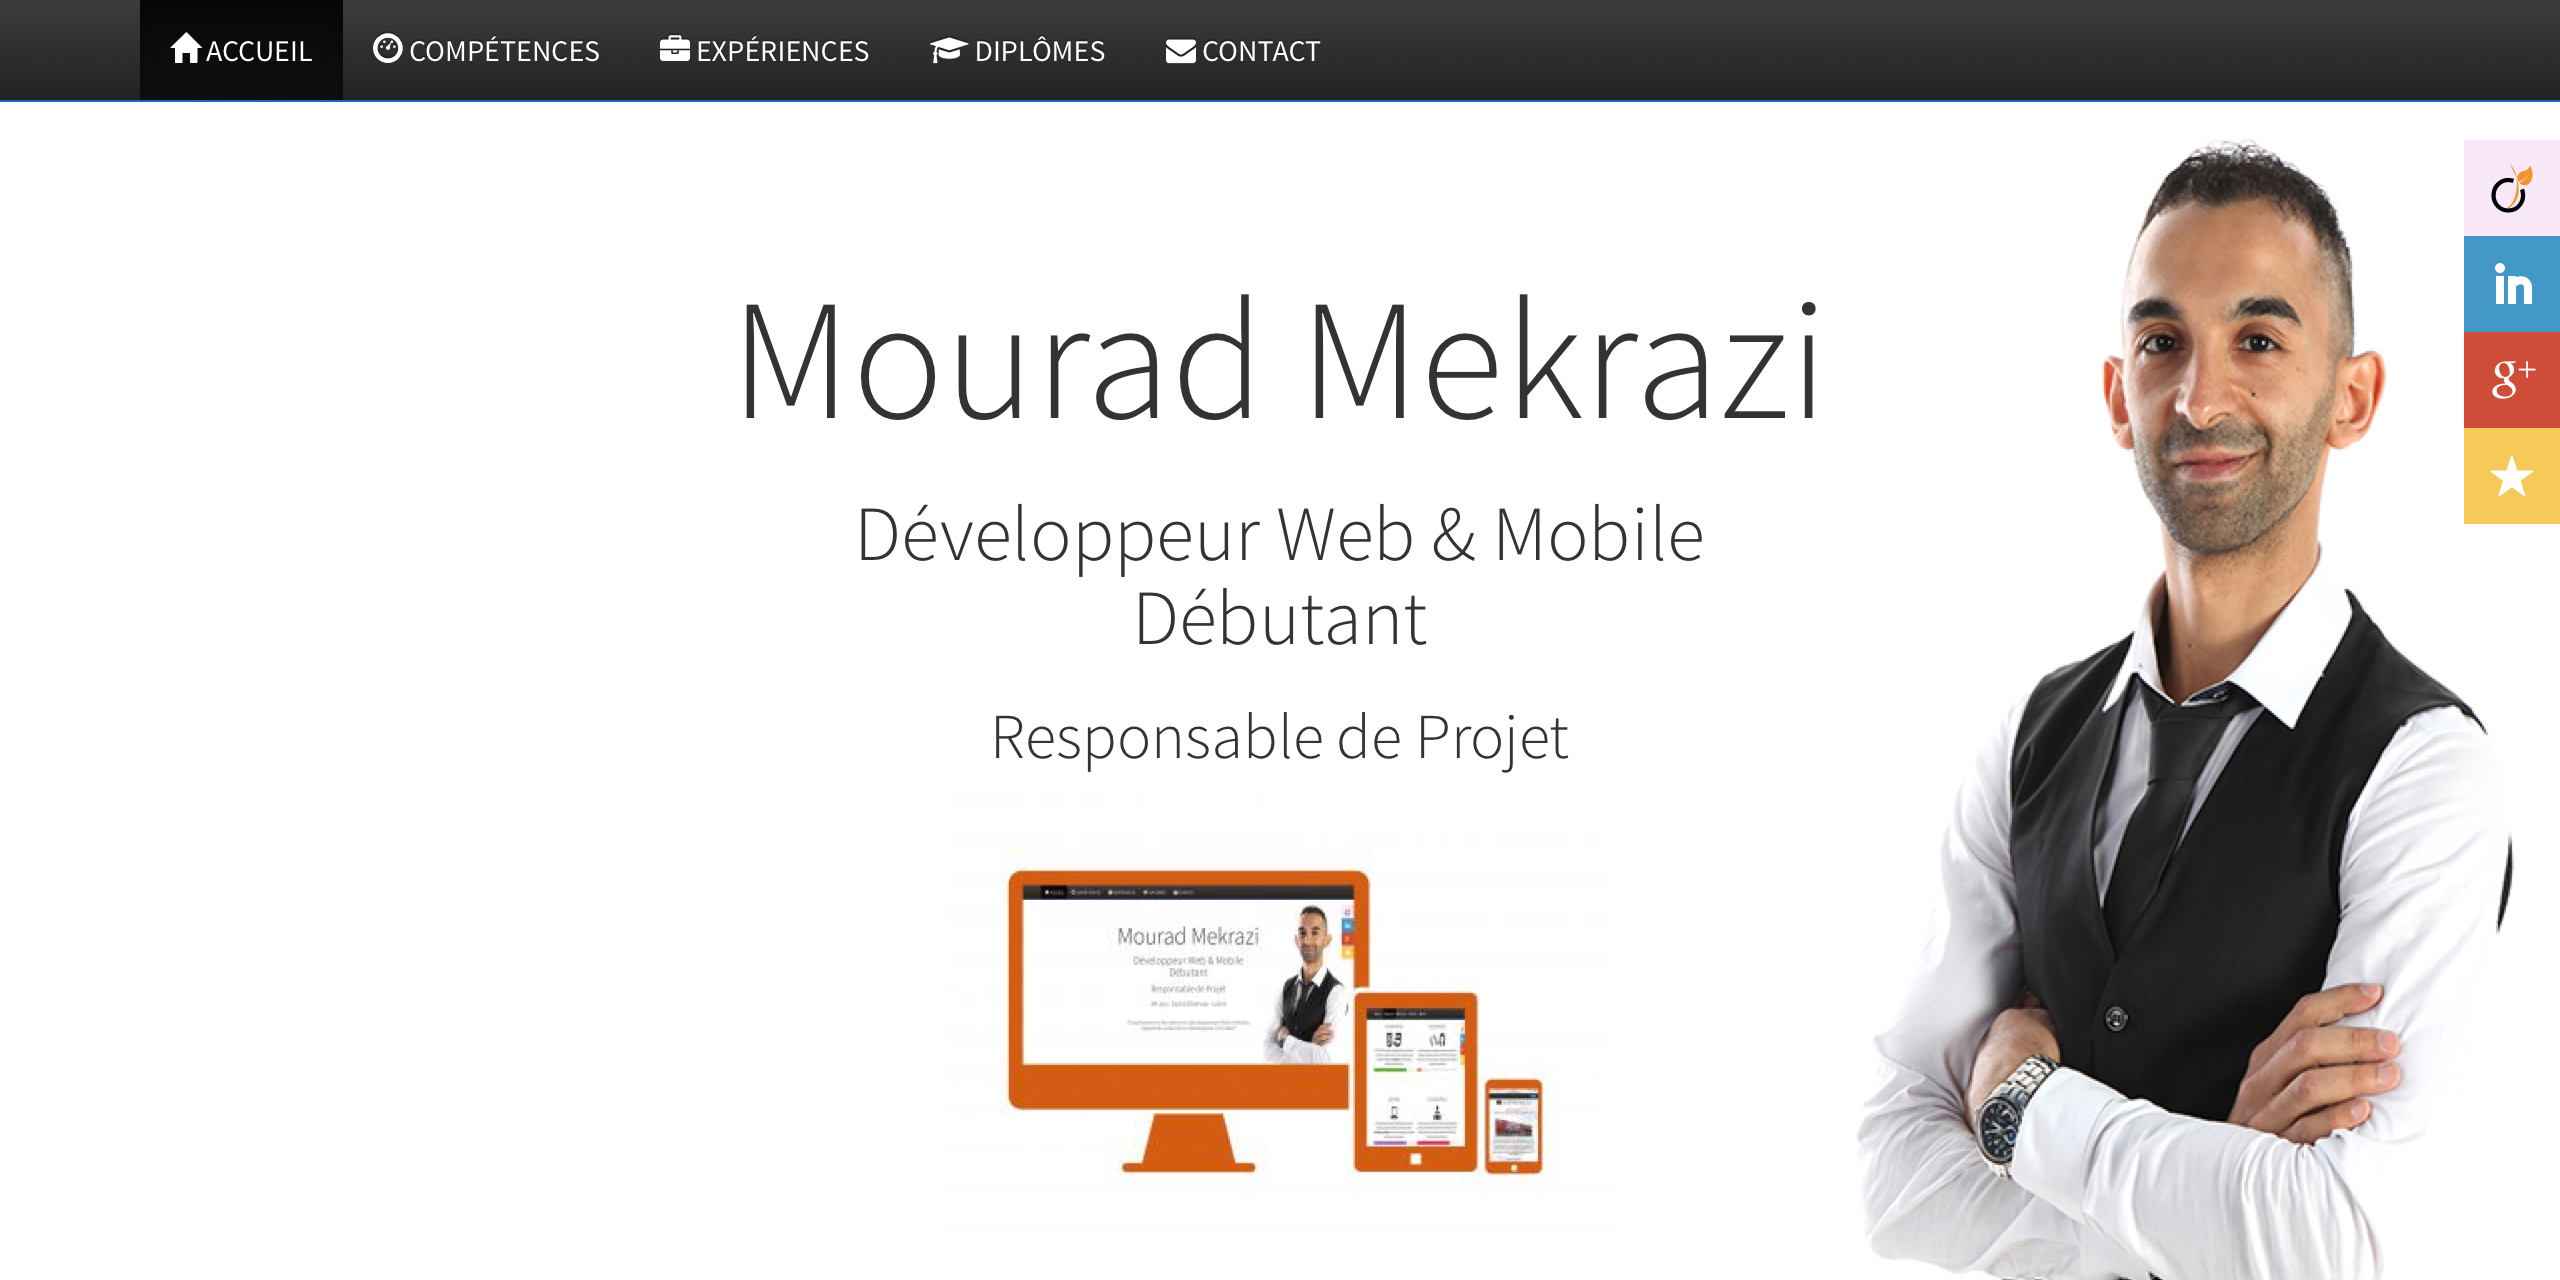 ACCUEIL COMPÉTENCES EXPÉRIENCES DIPLÔMES CONTACT
in
g+
Mourad Mekrazi
Développeur Web & Mobile
Débutant
Responsable de Projet
Mourad Mekrazi
Développeur Web & Mobile
Débutant
Responsable de Projet